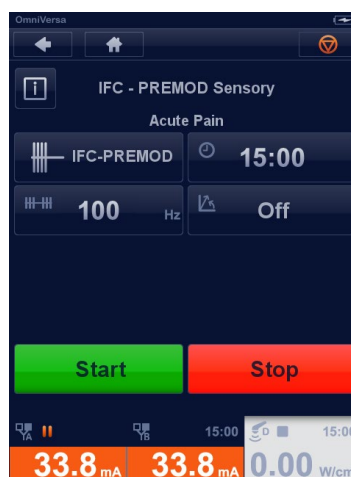 OmniVersa
i
IFC - PREMOD Sensory
Acute Pain
IFC-PREMOD
15:00
100 Hz
Off
Start
Stop
YA
YB 15:00
D 15:00
33.8 mA
33.8 mA
0.00 W/cm